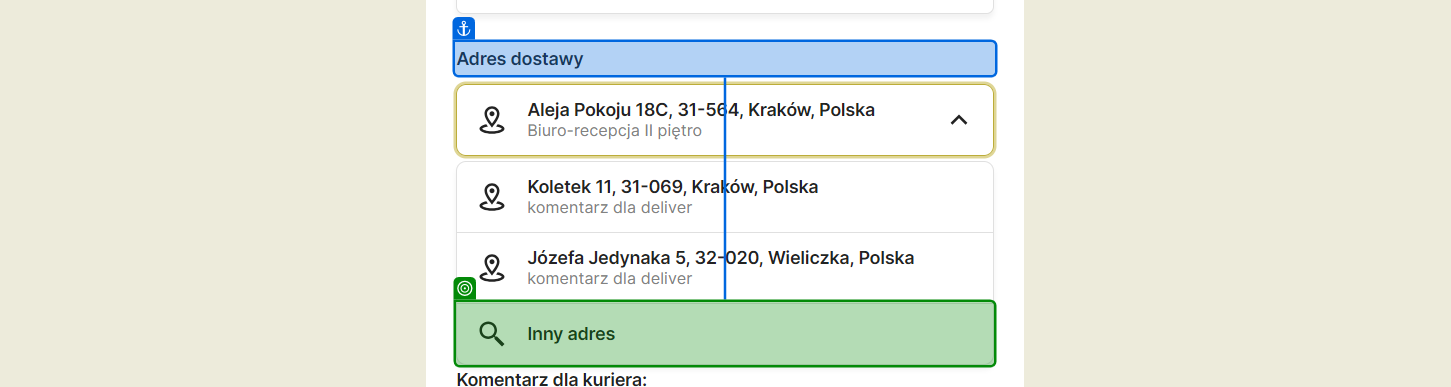 Adres dostawy
Aleja Pokoju 18C, 31-564, Kraków, Polska
Biuro-recepcja II piętro
Koletek 11, 31-069, Kraków, Polska
komentarz dla deliver
Józefa Jedynaka 5, 32-020, Wieliczka, Polska
komentarz dla deliver
Inny adres
Komentarz dla kuriera: